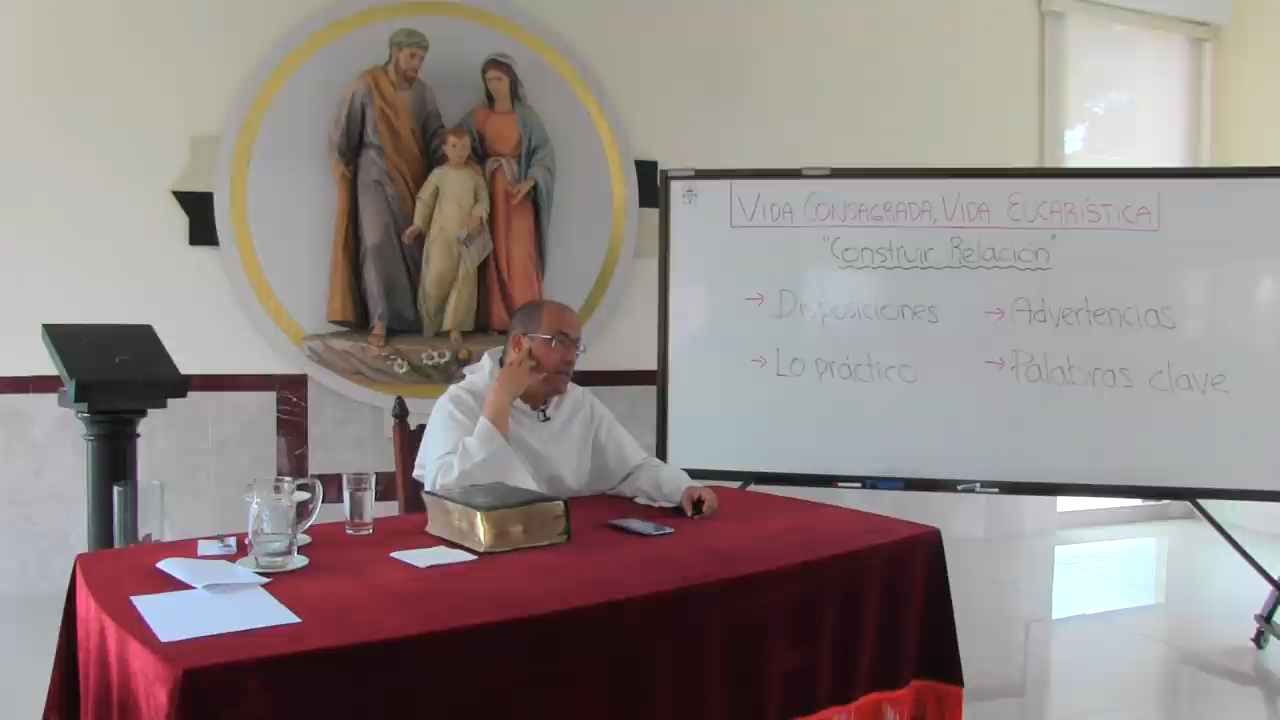 VIDA CONSAGRADA, VIDA EUCARÍSTICA
"Construir Relación"
→ Disposiciones → Advertencias
→ Lo práctico → Palabras clave